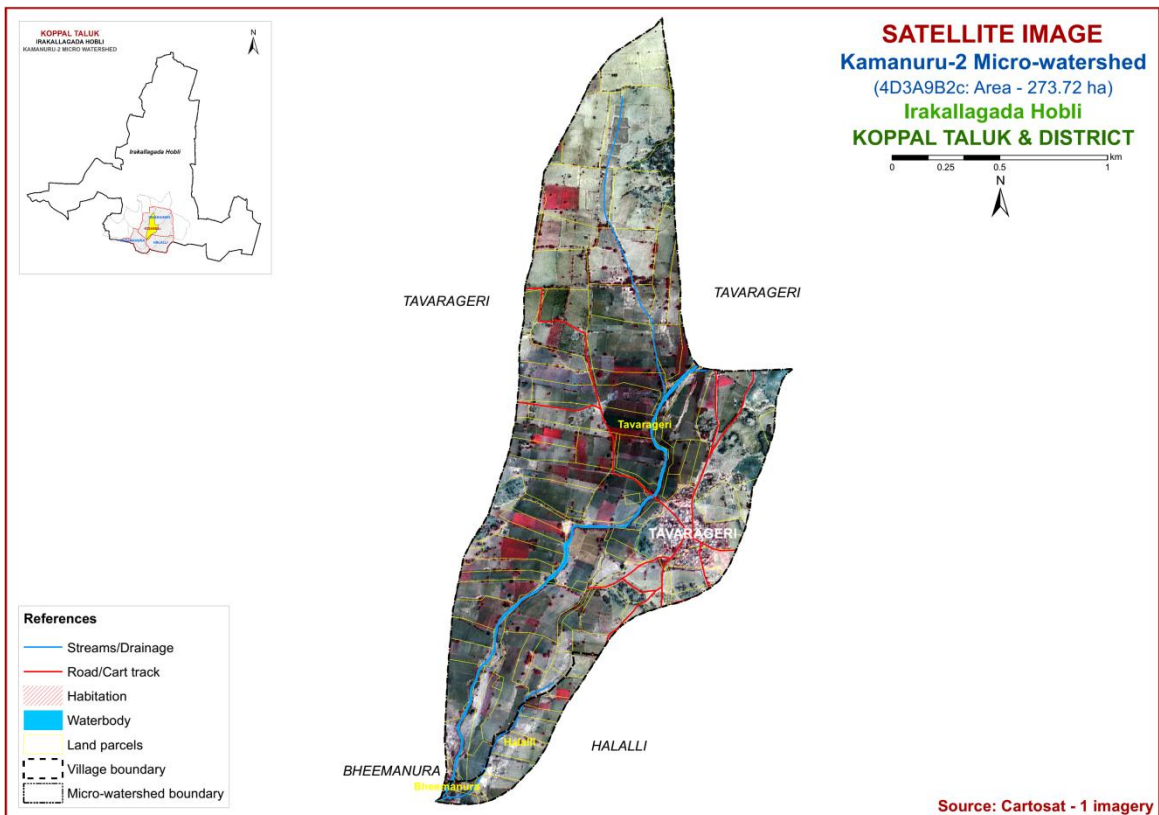 KOPPAL TALUK
IRAKALLAGADA HOBLI
KAMANURU-2 MICRO WATERSHED
N
Irakallagada Hobli
HALALLI
SATELLITE IMAGE
Kamanuru-2 Micro-watershed
(4D3A9B2c: Area - 273.72 ha)
Irakallagada Hobli
KOPPAL TALUK & DISTRICT
km
0 0.25 0.5 1
N
TAVARAGERI
TAVARAGERI
Tavarageri
TAVARAGERI
HALALLI
Halalli
BHEEMANURA
Bheemanura
References
Streams/Drainage
Road/Cart track
Habitation
Waterbody
Land parcels
Village boundary
Micro-watershed boundary
Source: Cartosat - 1 imagery